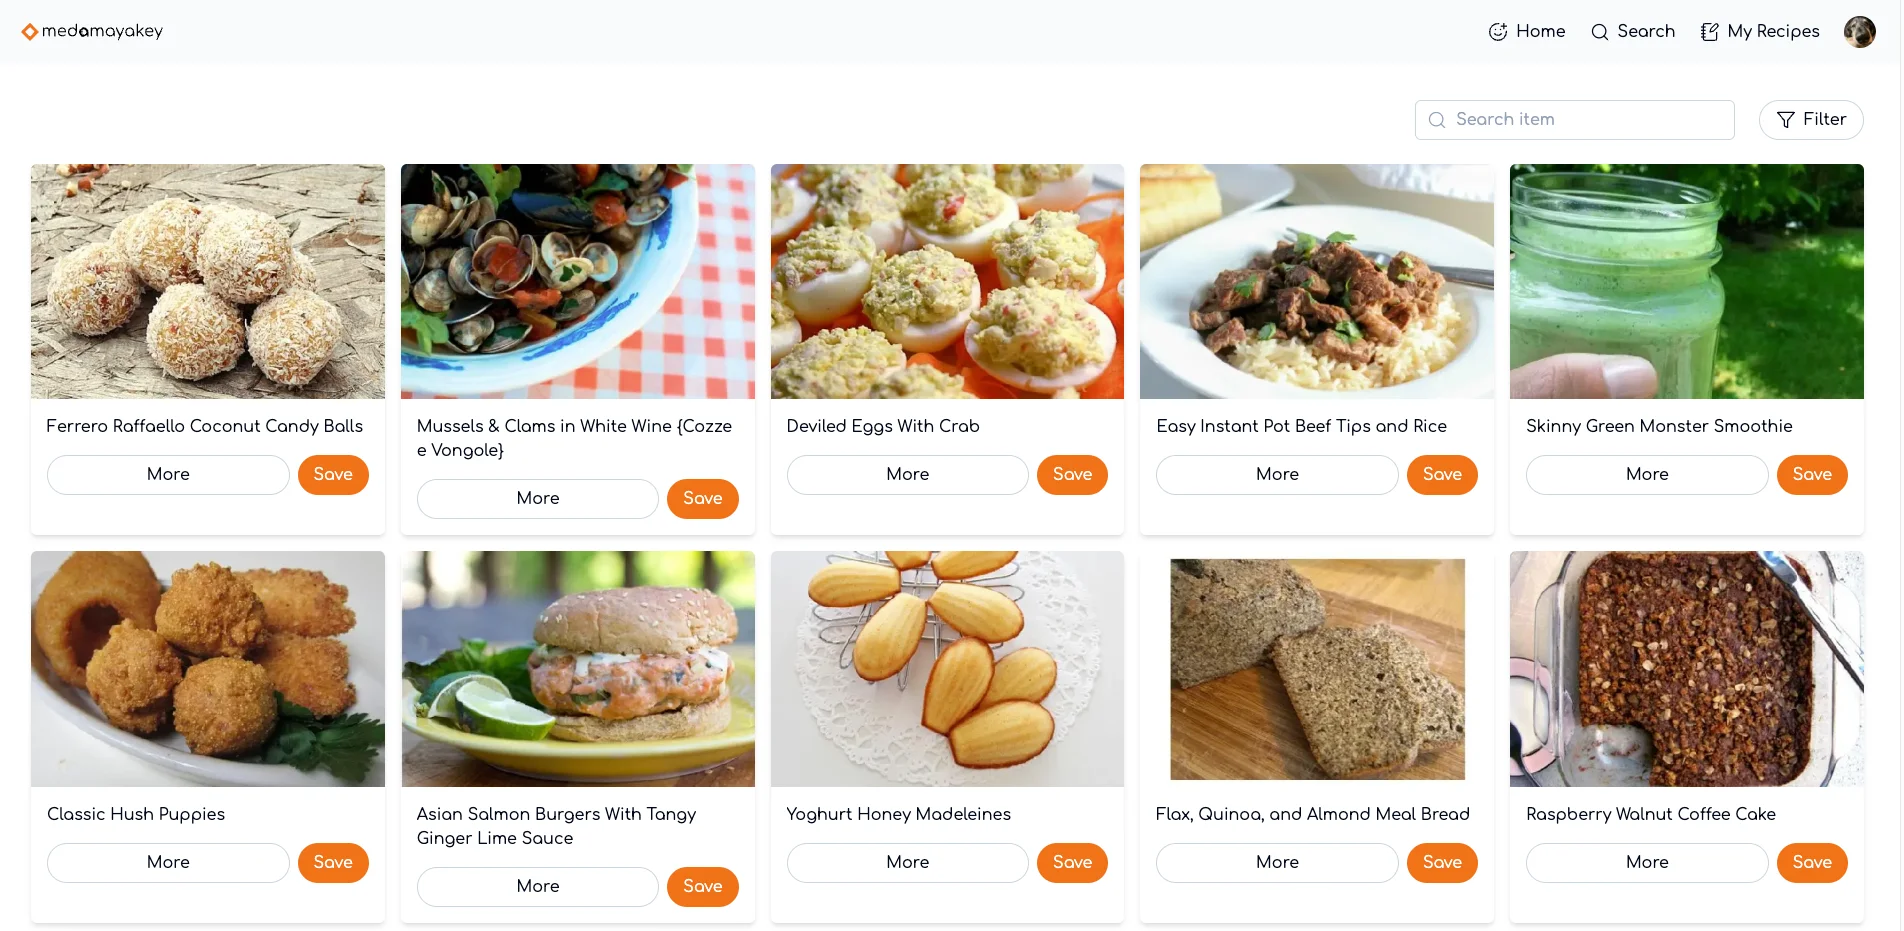 medamayakey
Home
Search
My Recipes
Search item
Filter
Ferrero Raffaello Coconut Candy Balls
More
Save
Mussels & Clams in White Wine {Cozze
e Vongole}
More
Save
Deviled Eggs With Crab
More
Save
Easy Instant Pot Beef Tips and Rice
More
Save
Skinny Green Monster Smoothie
More
Save
Classic Hush Puppies
More
Save
Asian Salmon Burgers With Tangy
Ginger Lime Sauce
More
Save
Yoghurt Honey Madeleines
More
Save
Flax, Quinoa, and Almond Meal Bread
More
Save
Raspberry Walnut Coffee Cake
More
Save